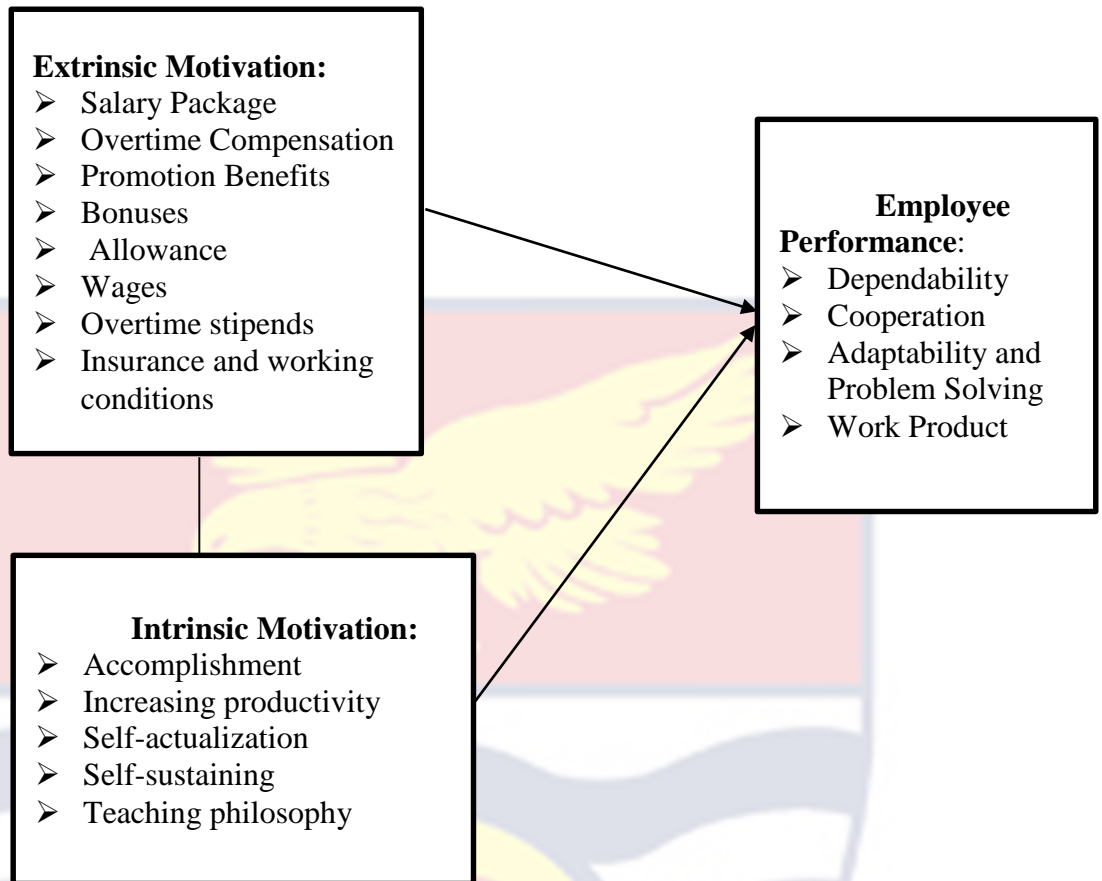 Extrinsic Motivation:
➢ Salary Package
➢ Overtime Compensation
➢ Promotion Benefits
➢ Bonuses
➢ Allowance
➢ Wages
➢ Overtime stipends
➢ Insurance and working
conditions
Employee
Performance:
➢ Dependability
➢ Cooperation
➢ Adaptability and
Problem Solving
➢ Work Product
Intrinsic Motivation:
➢ Accomplishment
➢ Increasing productivity
➢ Self-actualization
➢ Self-sustaining
➢ Teaching philosophy